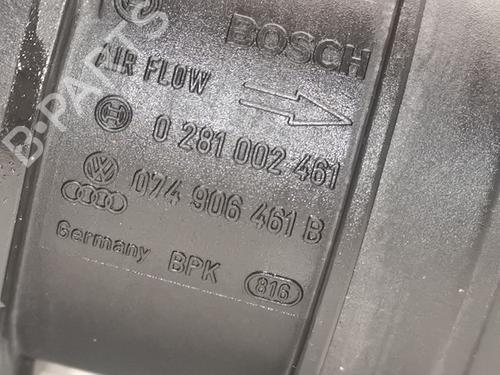 BOSCH
AIR FLOW
0 281 002 461
074 906 461 B
Germany BPK 816
B-PARTS